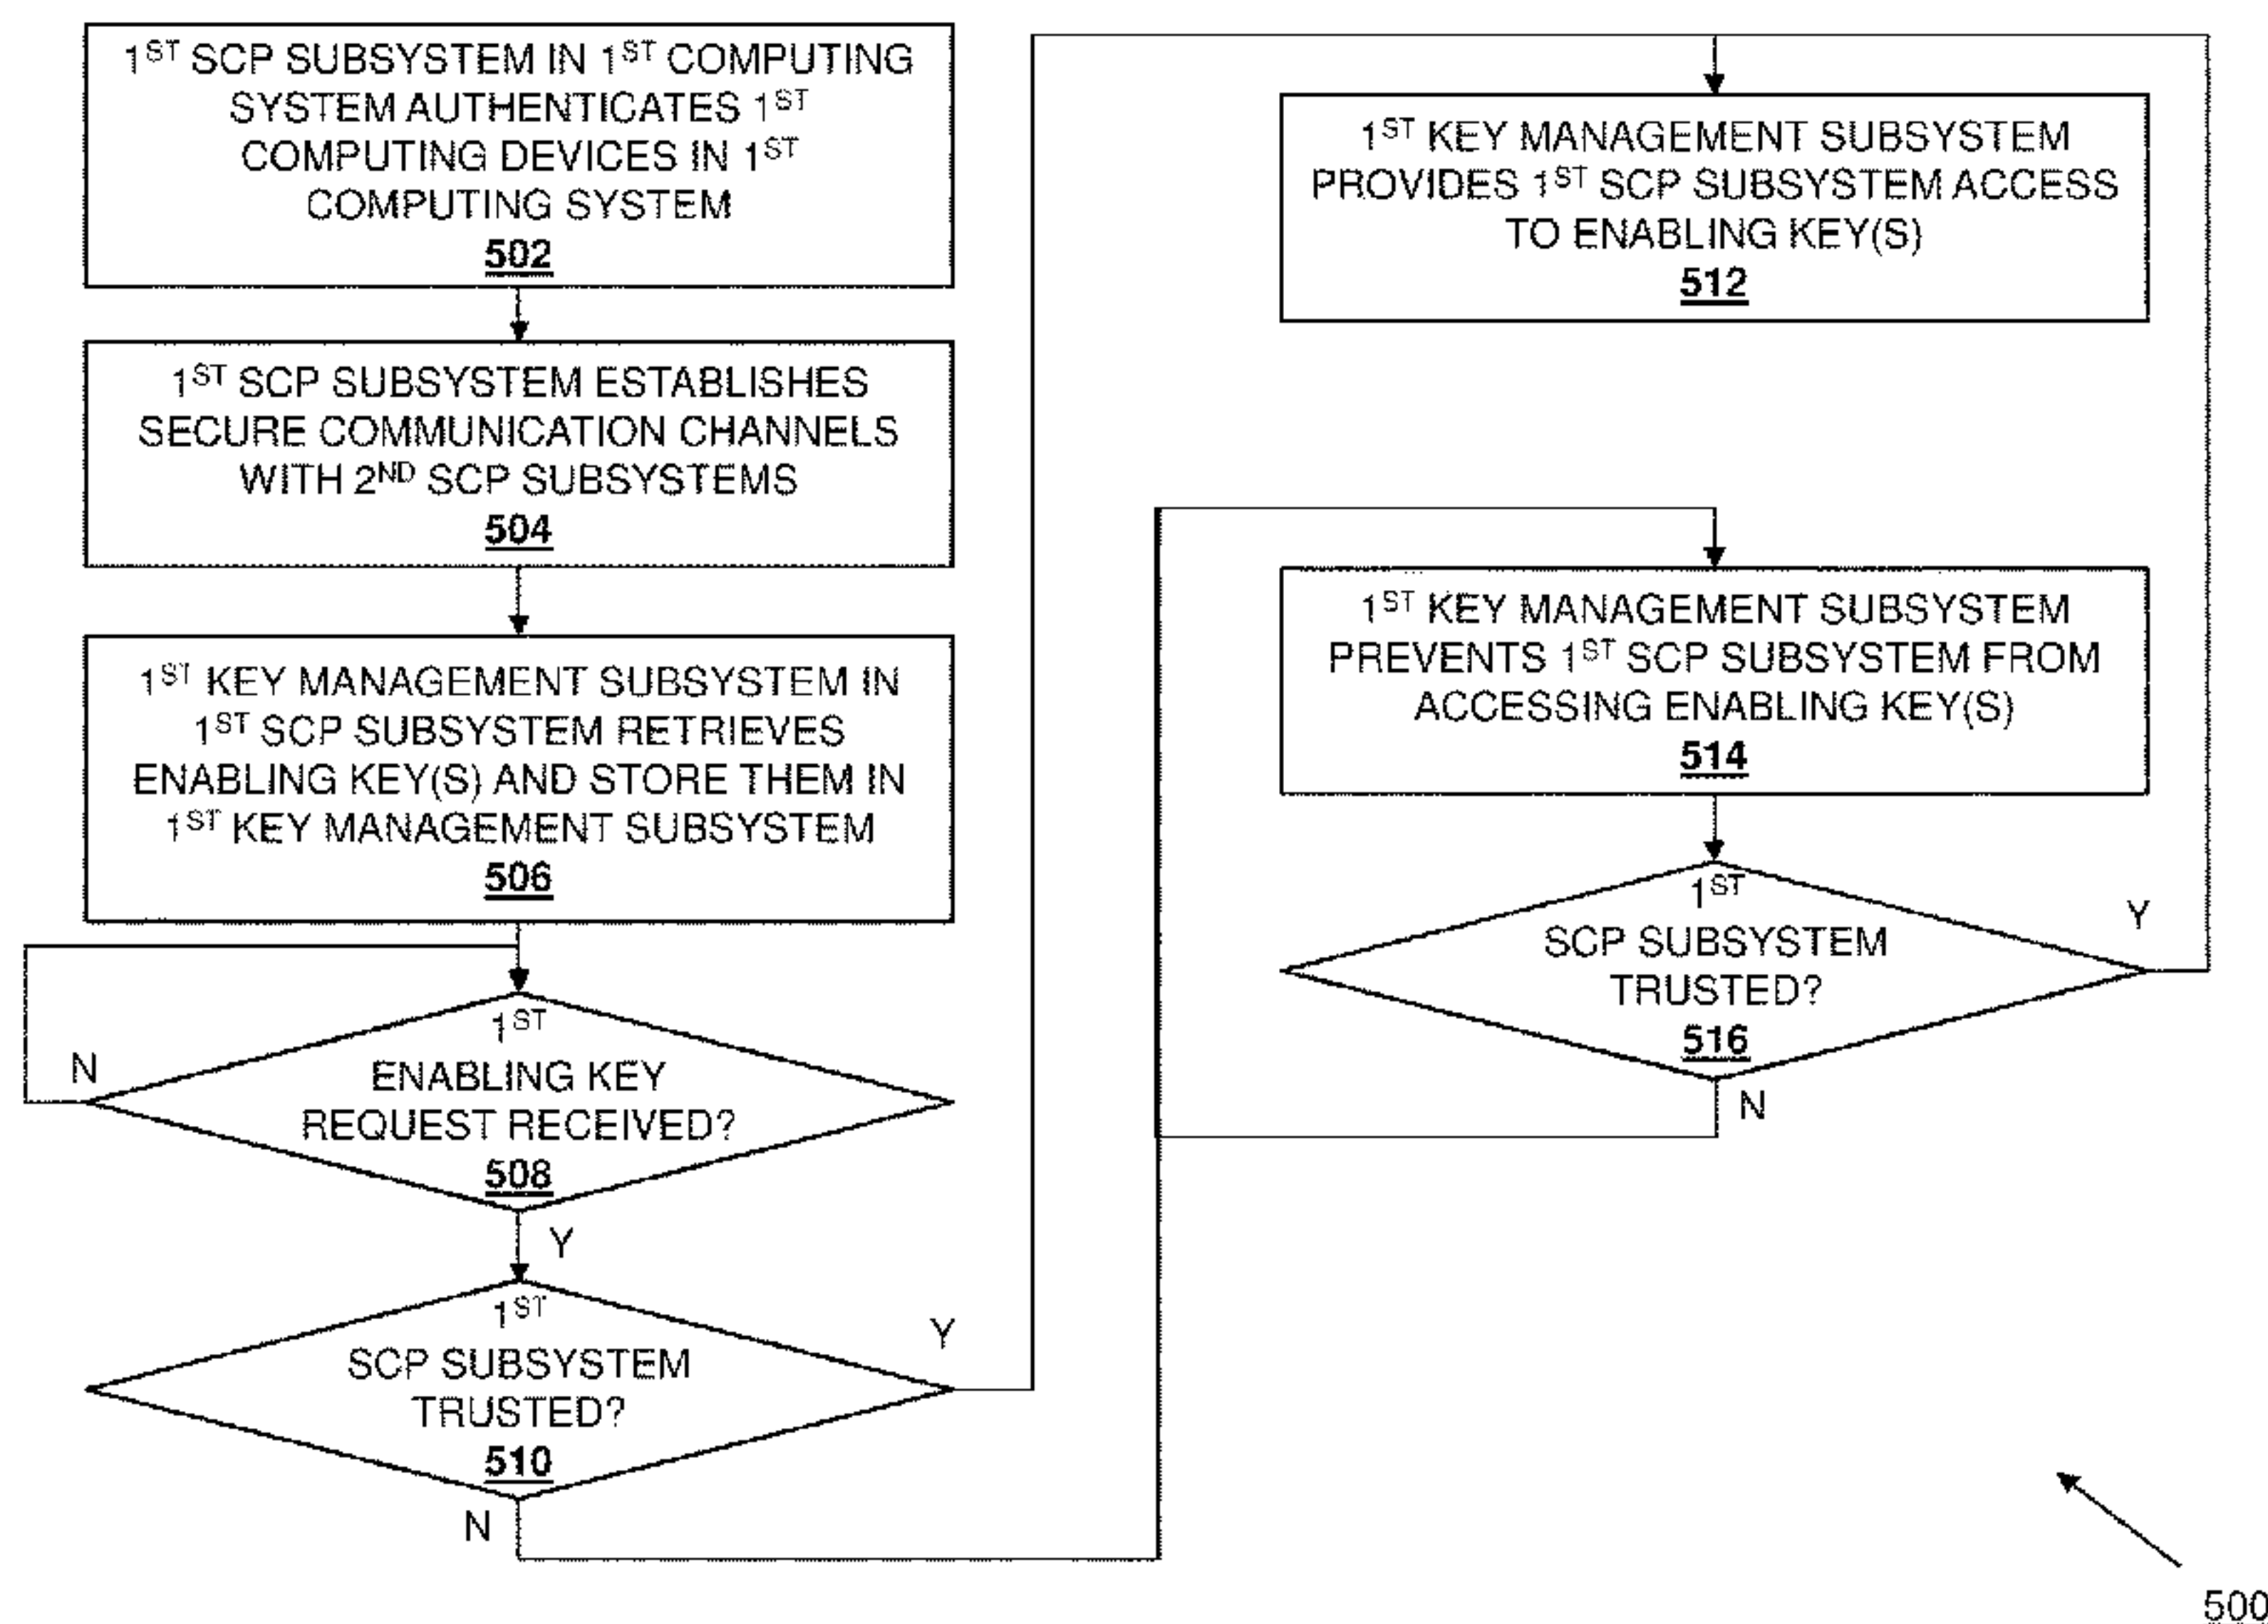 1ST SCP SUBSYSTEM IN 1ST COMPUTING
SYSTEM AUTHENTICATES 1ST
COMPUTING DEVICES IN 1ST
COMPUTING SYSTEM
502
1ST SCP SUBSYSTEM ESTABLISHES
SECURE COMMUNICATION CHANNELS
WITH 2ND SCP SUBSYSTEMS
504
1ST KEY MANAGEMENT SUBSYSTEM IN
1ST SCP SUBSYSTEM RETRIEVES
ENABLING KEY(S) AND STORE THEM IN
1ST KEY MANAGEMENT SUBSYSTEM
506
1ST
ENABLING KEY
REQUEST RECEIVED?
508
N
Y
1ST
SCP SUBSYSTEM
TRUSTED?
510
Y
N
1ST KEY MANAGEMENT SUBSYSTEM
PROVIDES 1ST SCP SUBSYSTEM ACCESS
TO ENABLING KEY(S)
512
1ST KEY MANAGEMENT SUBSYSTEM
PREVENTS 1ST SCP SUBSYSTEM FROM
ACCESSING ENABLING KEY(S)
514
1ST
SCP SUBSYSTEM
TRUSTED?
516
Y
N
500